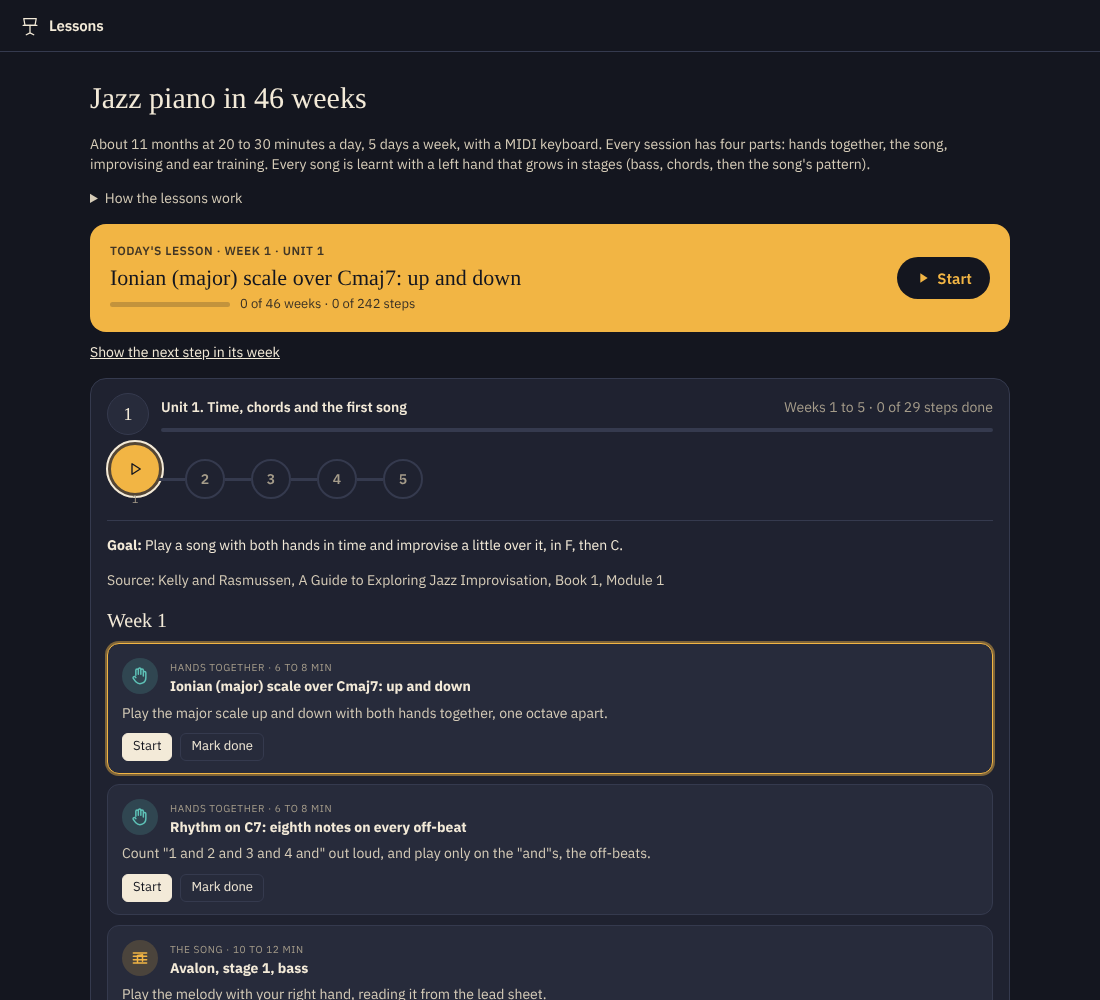 Lessons
Jazz piano in 46 weeks
About 11 months at 20 to 30 minutes a day, 5 days a week, with a MIDI keyboard. Every session has four parts: hands together, the song,
improvising and ear training. Every song is learnt with a left hand that grows in stages (bass, chords, then the song's pattern).
How the lessons work
TODAY'S LESSON · WEEK 1 · UNIT 1
Ionian (major) scale over Cmaj7: up and down
0 of 46 weeks · 0 of 242 steps
Start
Show the next step in its week
1
Unit 1. Time, chords and the first song
Weeks 1 to 5 · 0 of 29 steps done
1
2
3
4
5
Goal: Play a song with both hands in time and improvise a little over it, in F, then C.
Source: Kelly and Rasmussen, A Guide to Exploring Jazz Improvisation, Book 1, Module 1
Week 1
HANDS TOGETHER · 6 TO 8 MIN
Ionian (major) scale over Cmaj7: up and down
Play the major scale up and down with both hands together, one octave apart.
Start
Mark done
HANDS TOGETHER · 6 TO 8 MIN
Rhythm on C7: eighth notes on every off-beat
Count "1 and 2 and 3 and 4 and" out loud, and play only on the "and"s, the off-beats.
Start
Mark done
THE SONG · 10 TO 12 MIN
Avalon, stage 1, bass
Play the melody with your right hand, reading it from the lead sheet.